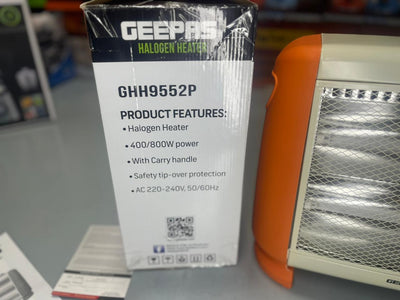 GEEPAS
HALOGEN HEATER
GHH9552P
PRODUCT FEATURES:
• Halogen Heater
• 400/800W power
• With Carry handle
• Safety tip-over protection
• AC 220-240V, 50/60Hz